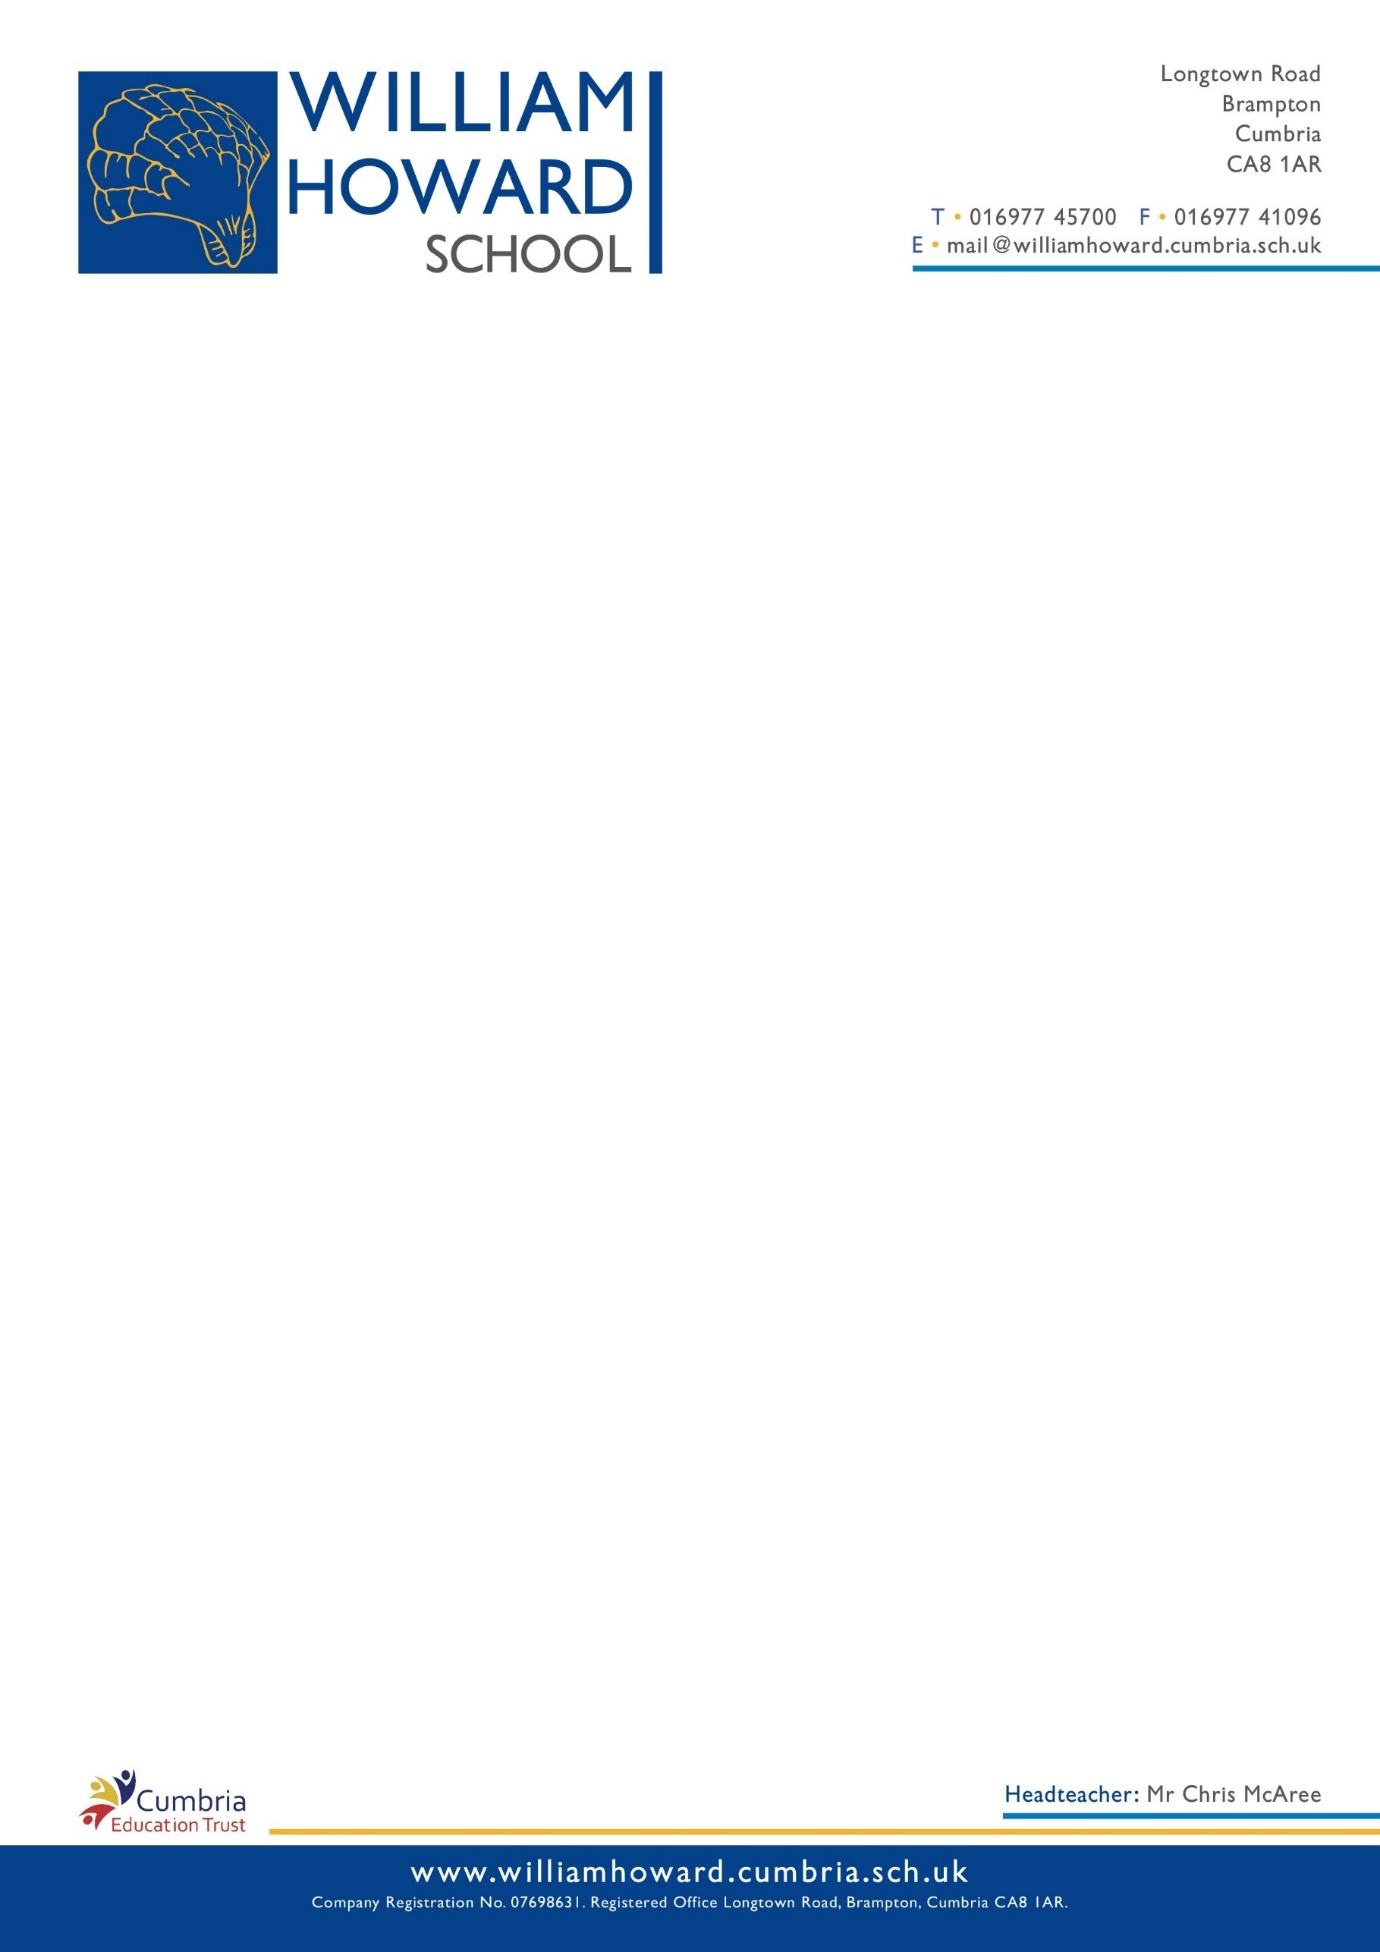 WILLIAM
HOWARD
SCHOOL
Longtown Road
Brampton
Cumbria
CA8 1AR
T • 016977 45700 F • 016977 41096
E • mail@williamhoward.cumbria.sch.uk
Cumbria
Education Trust
Headteacher: Mr Chris McAree
www.williamhoward.cumbria.sch.uk
Company Registration No. 07698631. Registered Office Longtown Road, Brampton, Cumbria CA8 1AR.